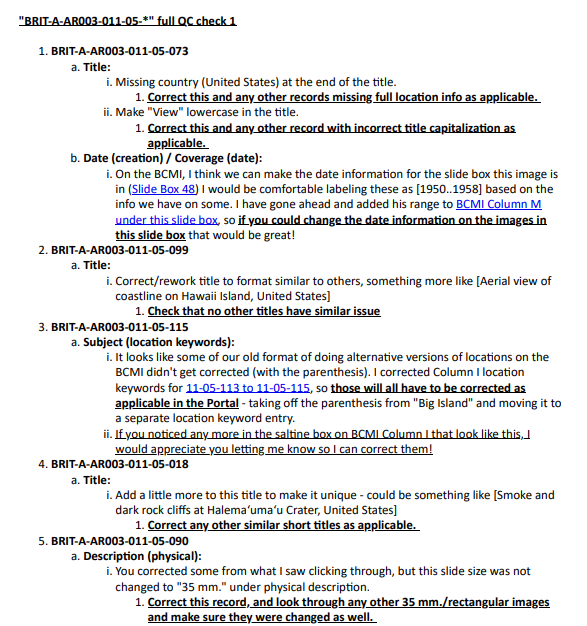 "BRIT-A-AR003-011-05-*" full QC check 1
1. BRIT-A-AR003-011-05-073
a. Title:
i. Missing country (United States) at the end of the title.
1. Correct this and any other records missing full location info as applicable.
ii. Make "View" lowercase in the title.
1. Correct this and any other record with incorrect title capitalization as
applicable.
b. Date (creation) / Coverage (date):
i. On the BCMI, I think we can make the date information for the slide box this image is
in (Slide Box 48) I would be comfortable labeling these as [1950..1958] based on the
info we have on some. I have gone ahead and added his range to BCMI Column M
under this slide box, so if you could change the date information on the images in
this slide box that would be great!
2. BRIT-A-AR003-011-05-099
a. Title:
i. Correct/rework title to format similar to others, something more like [Aerial view of
coastline on Hawaii Island, United States]
1. Check that no other titles have similar issue
3. BRIT-A-AR003-011-05-115
a. Subject (location keywords):
i. It looks like some of our old format of doing alternative versions of locations on the
BCMI didn't get corrected (with the parenthesis). I corrected Column I location
keywords for 11-05-113 to 11-05-115, so those will all have to be corrected as
applicable in the Portal - taking off the parenthesis from "Big Island" and moving it to
a separate location keyword entry.
ii. If you noticed any more in the saltine box on BCMI Column I that look like this, I
would appreciate you letting me know so I can correct them!
4. BRIT-A-AR003-011-05-018
a. Title:
i. Add a little more to this title to make it unique - could be something like [Smoke and
dark rock cliffs at Halemaʻumaʻu Crater, United States]
1. Correct any other similar short titles as applicable.
5. BRIT-A-AR003-011-05-090
a. Description (physical):
i. You corrected some from what I saw clicking through, but this slide size was not
changed to "35 mm." under physical description.
1. Correct this record, and look through any other 35 mm./rectangular images
and make sure they were changed as well.